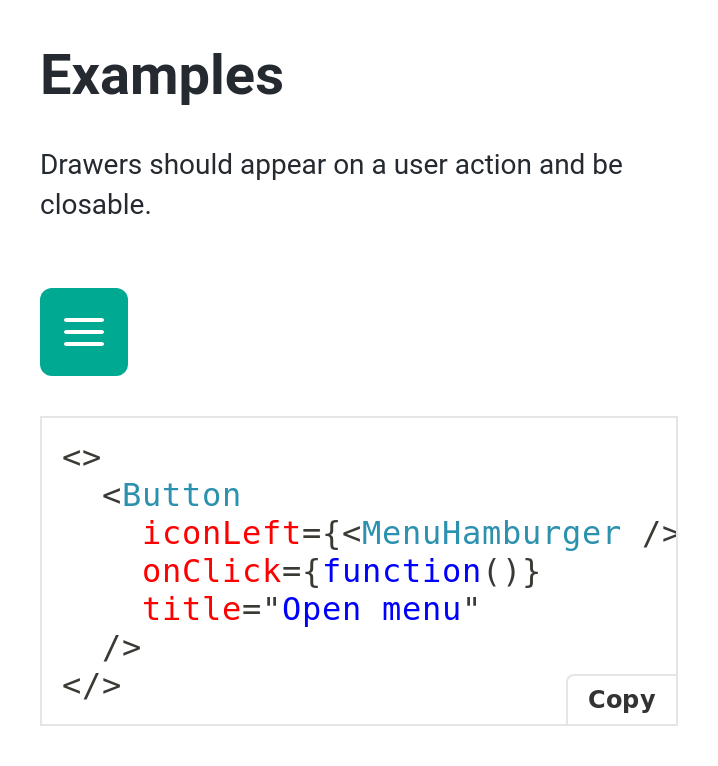 Examples
Drawers should appear on a user action and be
closable.
<>
  <Button
    iconLeft={<MenuHamburger />
    onClick={function()}
    title="Open menu"
  />
</>
Copy